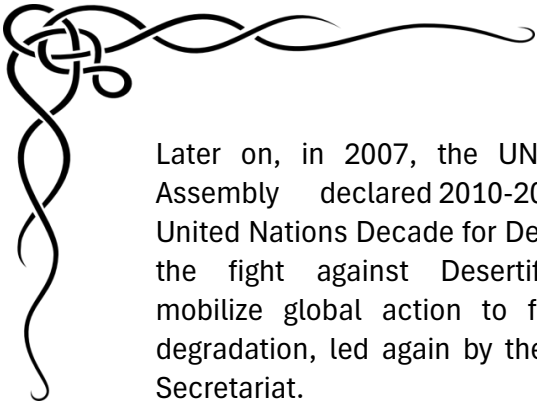 Later on, in 2007, the UN
Assembly declared 2010-20
United Nations Decade for De
the fight against Desertif
mobilize global action to f
degradation, led again by the
Secretariat.